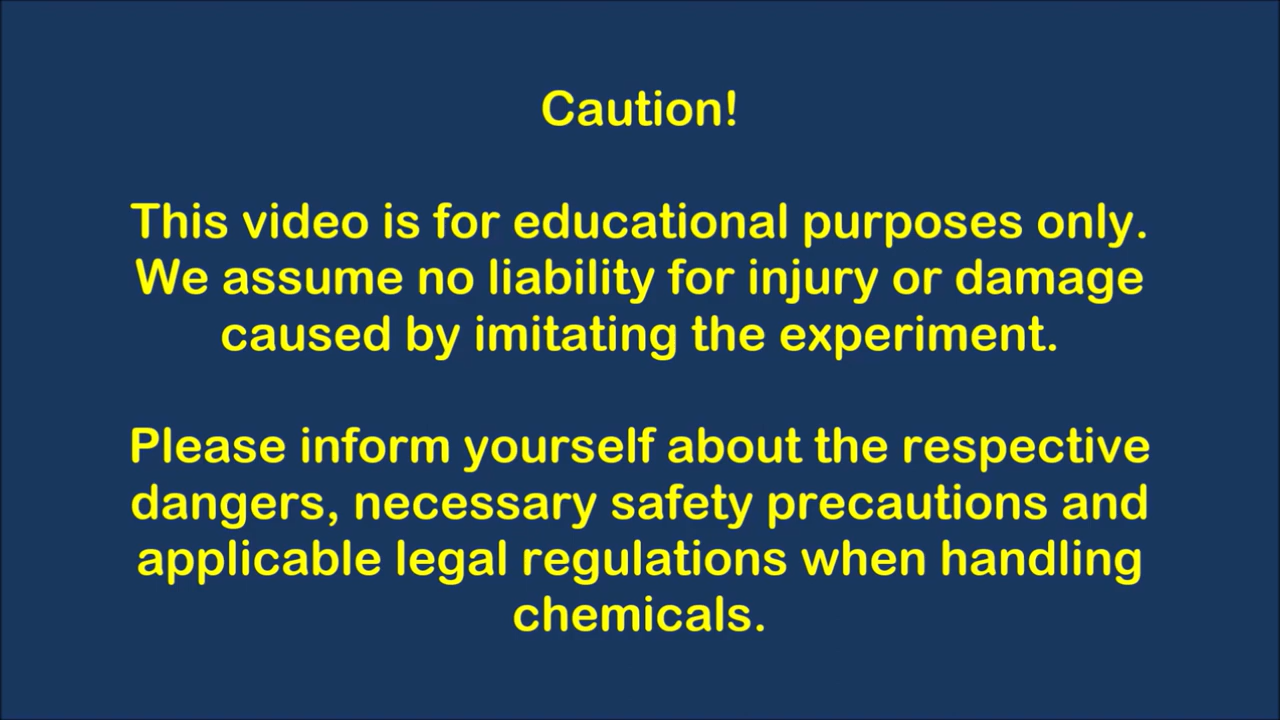 Caution!
This video is for educational purposes only.
We assume no liability for injury or damage
caused by imitating the experiment.
Please inform yourself about the respective
dangers, necessary safety precautions and
applicable legal regulations when handling
chemicals.